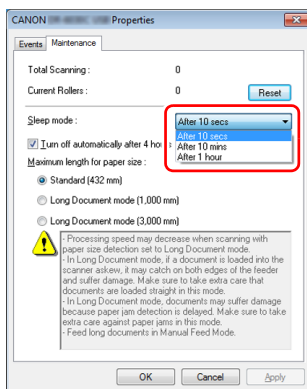 CANON Properties
Events Maintenance
Total Scanning : 0
Current Rollers : 0 Reset
Sleep mode : After 10 secs
After 10 secs
After 10 mins
After 1 hour
Turn off automatically after 4 hou s
Maximum length for paper size :
Standard (432 mm)
Long Document mode (1,000 mm)
Long Document mode (3,000 mm)
- Processing speed may decrease when scanning with
paper size detection set to Long Document mode.
- In Long Document mode, if a document is loaded into the
scanner askew, it may catch on both edges of the feeder
and suffer damage. Make sure to take extra care that
documents are loaded straight in this mode.
- In Long Document mode, documents may suffer damage
because paper jam detection is delayed. Make sure to take
extra care against paper jams in this mode.
- Feed long documents in Manual Feed Mode.
OK Cancel Apply